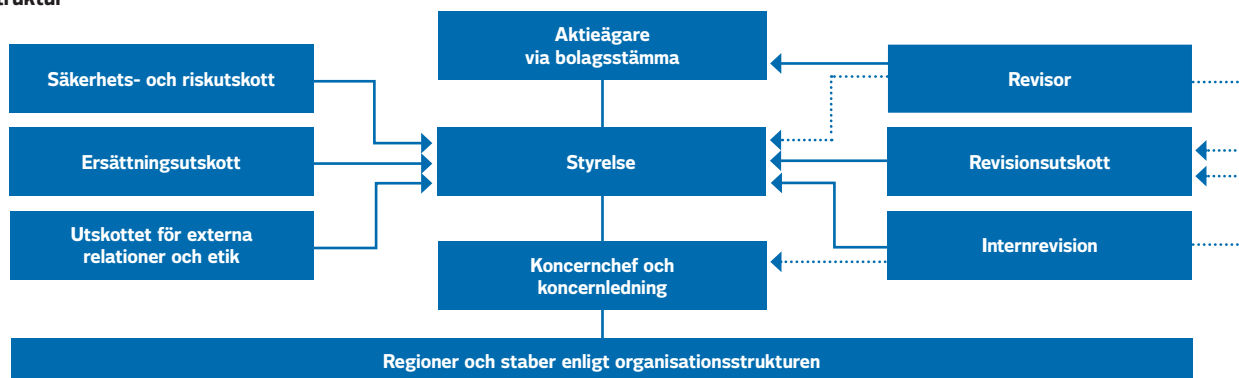 truktur
Aktieägare
via bolagsstämma
Säkerhets- och riskutskott
Revisor
Ersättningsutskott
Styrelse
Revisionsutskott
Utskottet för externa
relationer och etik
Internrevision
Koncernchef och
koncernledning
Regioner och staber enligt organisationsstrukturen